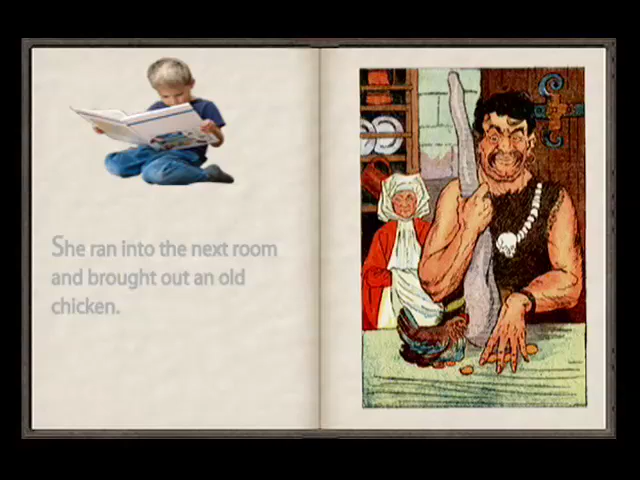 She ran into the next room
and brought out an old
chicken.